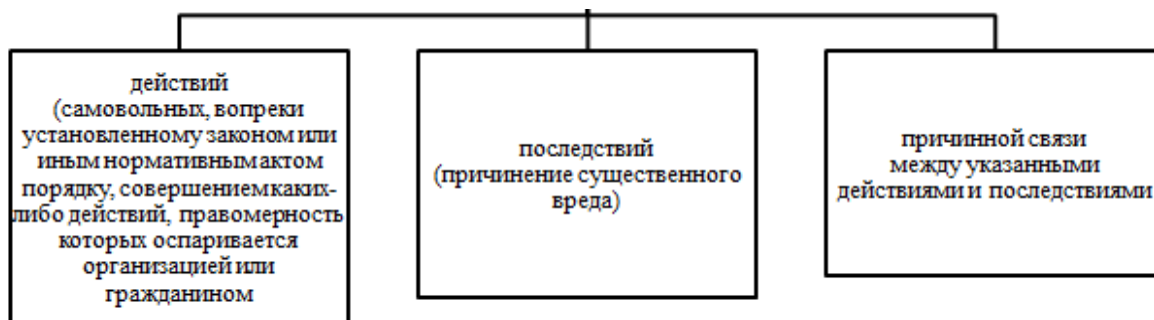 действий
(самовольных, вопреки
установленному законом или
иным нормативным актом
порядку, совершением каких-
либо действий, правомерность
которых оспаривается
организацией или
гражданином
последствий
(причинение существенного
вреда)
причинной связи
между указанными
действиями и последствиями